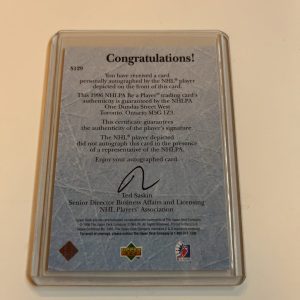 Congratulations!
S129
You have received a card
personally autographed by the NHL® player
depicted on the front of this card.
This 1996 NHLPA Be a Player® trading card's
authenticity is guaranteed by the NHLPA
One Dundas Street West
Toronto, Ontario M5G 1Z3.
This certificate guarantees
the authenticity of the player's signature.
The NHL® player depicted
did not autograph this card in the presence
of a representative of the NHLPA.
Enjoy your autographed card.
Ted Saskin
Senior Director Business Affairs and Licensing
NHL Players' Association